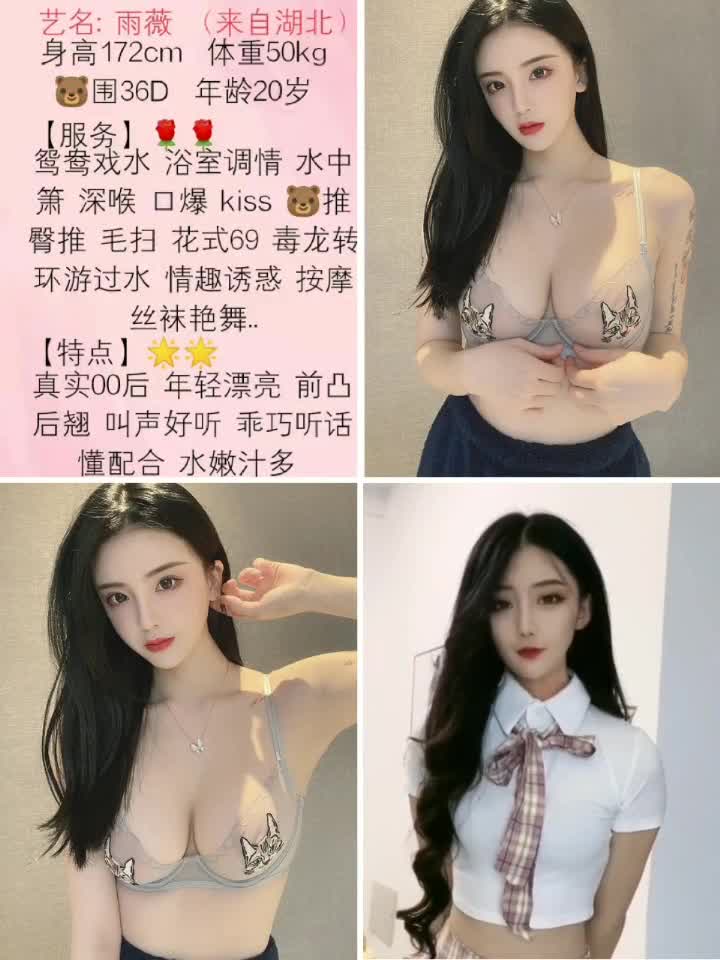 艺名: 雨薇 （来自湖北）
身高172cm 体重50kg
🐻围36D 年龄20岁
【服务】🌹🌹
鸳鸯戏水 浴室调情 水中
箫 深喉 口爆 kiss 🐻推
臀推 毛扫 花式69 毒龙转
环游过水 情趣诱惑 按摩
丝袜艳舞..
【特点】🌟🌟
真实00后 年轻漂亮 前凸
后翘 叫声好听 乖巧听话
懂配合 水嫩汁多